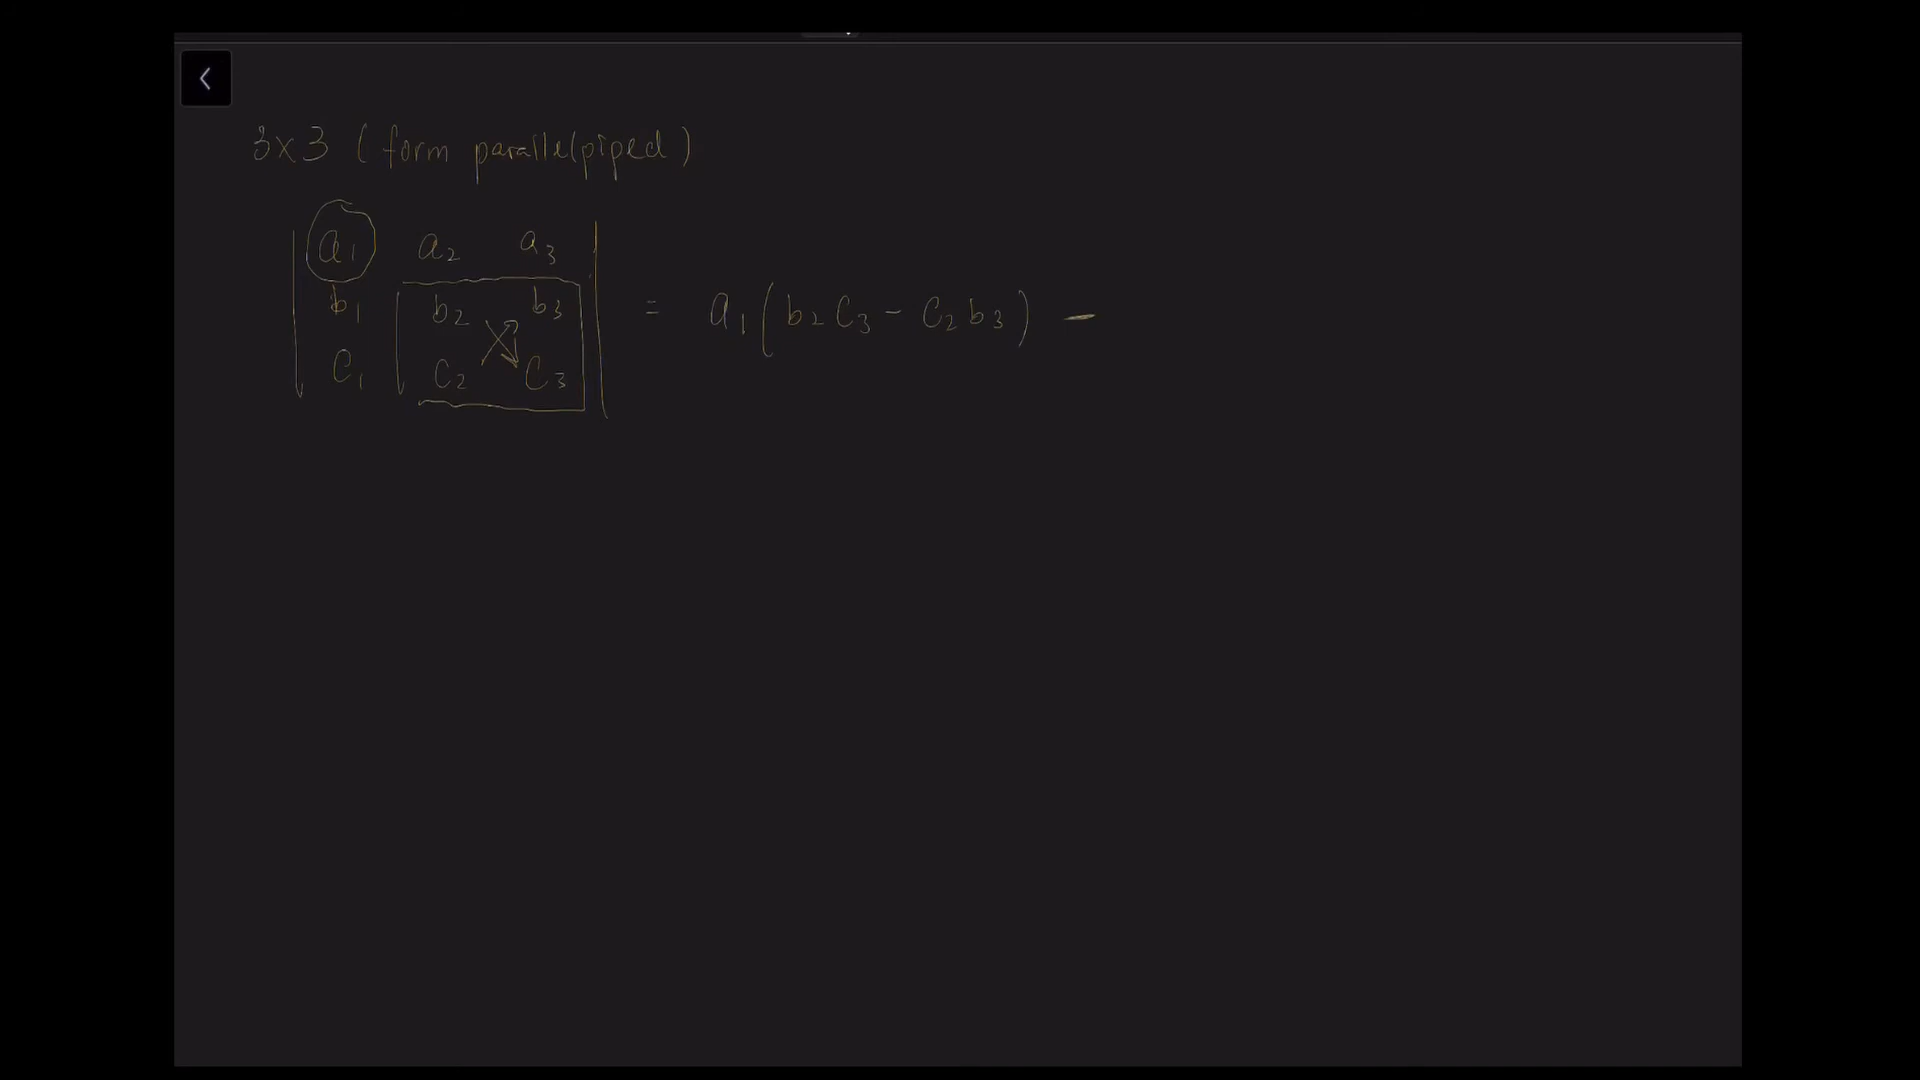 3x3 (form parallelpiped)
| a1 a2 a3 |
| b1 b2 b3 | = a1(b2c3 - c2b3) -
| c1 c2 c3 |